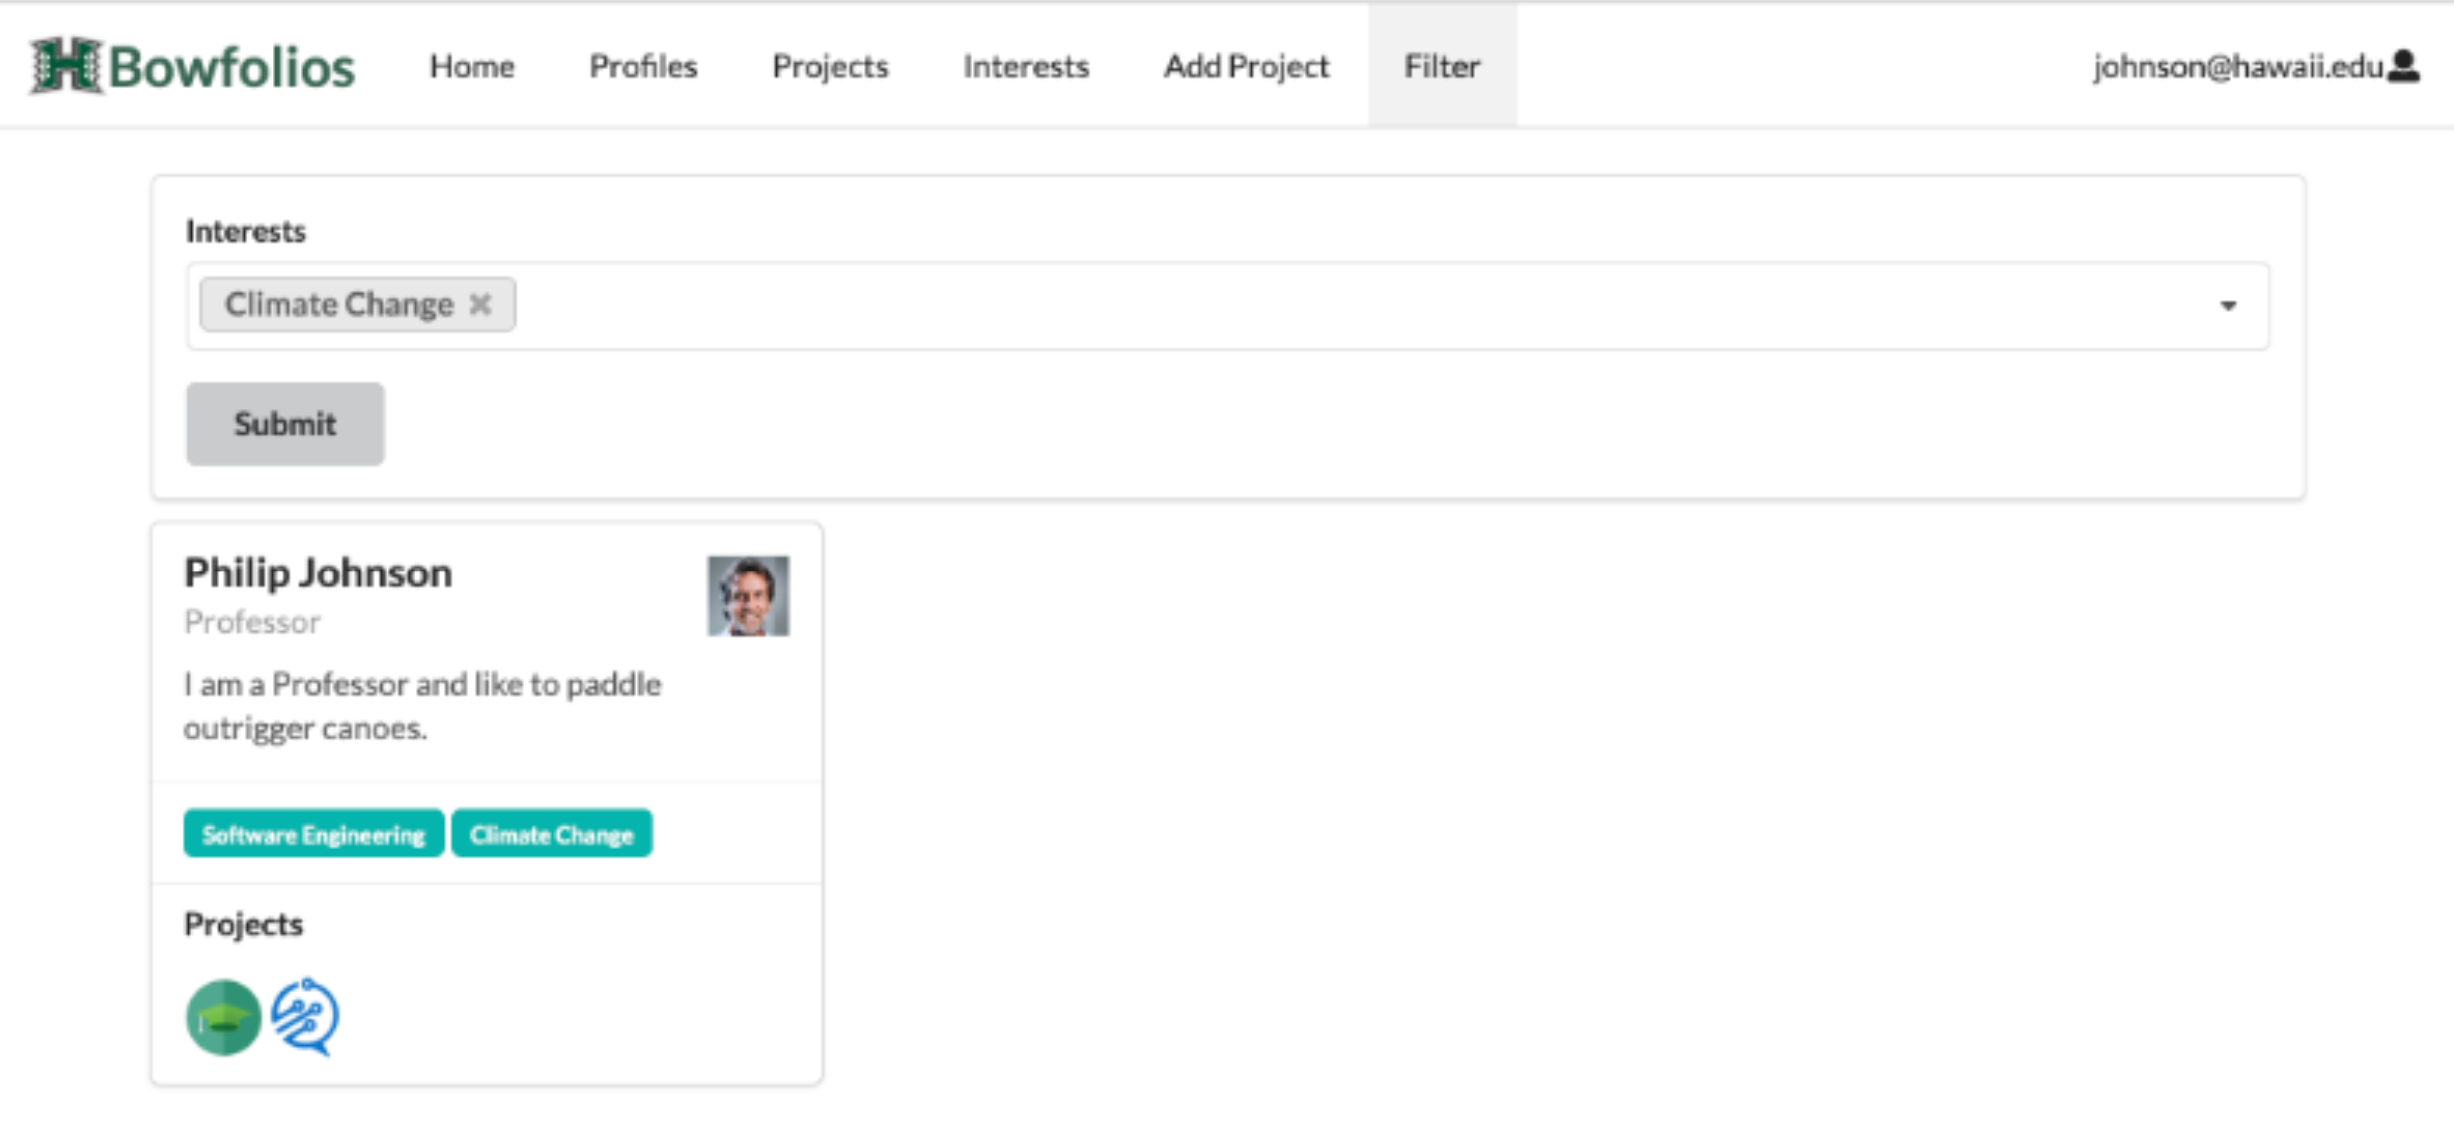 Bowfolios Home Profiles Projects Interests Add Project Filter johnson@hawaii.edu
Interests
Climate Change
Submit
Philip Johnson
Professor
I am a Professor and like to paddle
outrigger canoes.
Software Engineering Climate Change
Projects